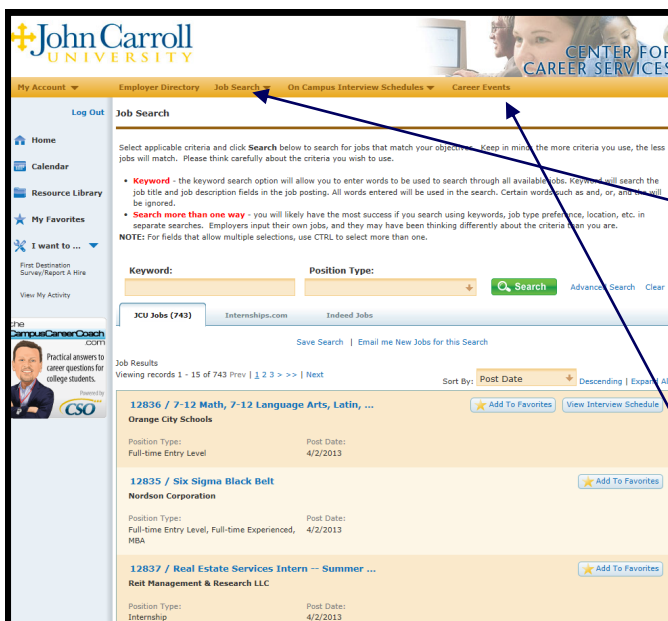 John Carroll
UNIVERSITY
CENTER FOR
CAREER SERVICES
My Account Employer Directory Job Search On Campus Interview Schedules Career Events
Log Out
Home
Calendar
Resource Library
My Favorites
I want to ...
First Destination
Survey/Report A Hire
View My Activity
the
CampusCareerCoach
.com
Practical answers to
career questions for
college students.
Powered by
CSO
Job Search
Select applicable criteria and click Search below to search for jobs that match your objectives. Keep in mind, the more criteria you use, the less
jobs will match. Please think carefully about the criteria you wish to use.
• Keyword - the keyword search option will allow you to enter words to be used to search through all available jobs. Keyword will search the
job title and job description fields in the job posting. All words entered will be used in the search. Certain words such as and, or, and the will
be ignored.
• Search more than one way - you will likely have the most success if you search using keywords, job type preference, location, etc. in
separate searches. Employers input their own jobs, and they may have been thinking differently about the criteria than you are.
NOTE: For fields that allow multiple selections, use CTRL to select more than one.
Keyword: Position Type:
Search Advanced Search Clear
JCU Jobs (743) Internships.com Indeed Jobs
Save Search | Email me New Jobs for this Search
Job Results
Viewing records 1 - 15 of 743 Prev | 1 2 3 > >> | Next
Sort By: Post Date Descending | Expand Al
12836 / 7-12 Math, 7-12 Language Arts, Latin, ... Add To Favorites View Interview Schedule
Orange City Schools
Position Type: Post Date:
Full-time Entry Level 4/2/2013
12835 / Six Sigma Black Belt Add To Favorites
Nordson Corporation
Position Type: Post Date:
Full-time Entry Level, Full-time Experienced, 4/2/2013
MBA
12837 / Real Estate Services Intern -- Summer ... Add To Favorites
Reit Management & Research LLC
Position Type: Post Date:
Internship 4/2/2013